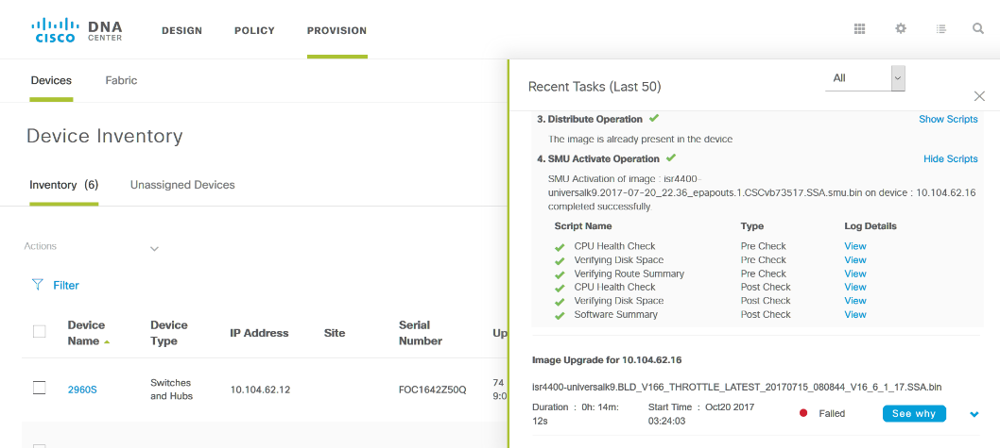 CISCO
DNA
CENTER
DESIGN
POLICY
PROVISION
Devices
Fabric
Device Inventory
Inventory (6)
Unassigned Devices
Actions
Filter
Device Name
Device Type
IP Address
Site
Serial Number
Up
2960S
Switches and Hubs
10.104.62.12
FOC1642Z50Q
74
9:0
Recent Tasks (Last 50)
All
3. Distribute Operation
Show Scripts
The image is already present in the device
4. SMU Activate Operation
Hide Scripts
SMU Activation of image : isr4400-
universalk9.2017-07-20_22.36_epapouts.1.CSCvb73517.SSA.smu.bin on device : 10.104.62.16
completed successfully
Script Name Type Log Details
CPU Health Check Pre Check View
Verifying Disk Space Pre Check View
Verifying Route Summary Pre Check View
CPU Health Check Post Check View
Verifying Disk Space Post Check View
Software Summary Post Check View
Image Upgrade for 10.104.62.16
isr4400-universalk9.BLD_V166_THROTTLE_LATEST_20170715_080844_V16_6_1_17.SSA.bin
Duration : 0h: 14m:
12s
Start Time : Oct20 2017
03:24:03
Failed
See why